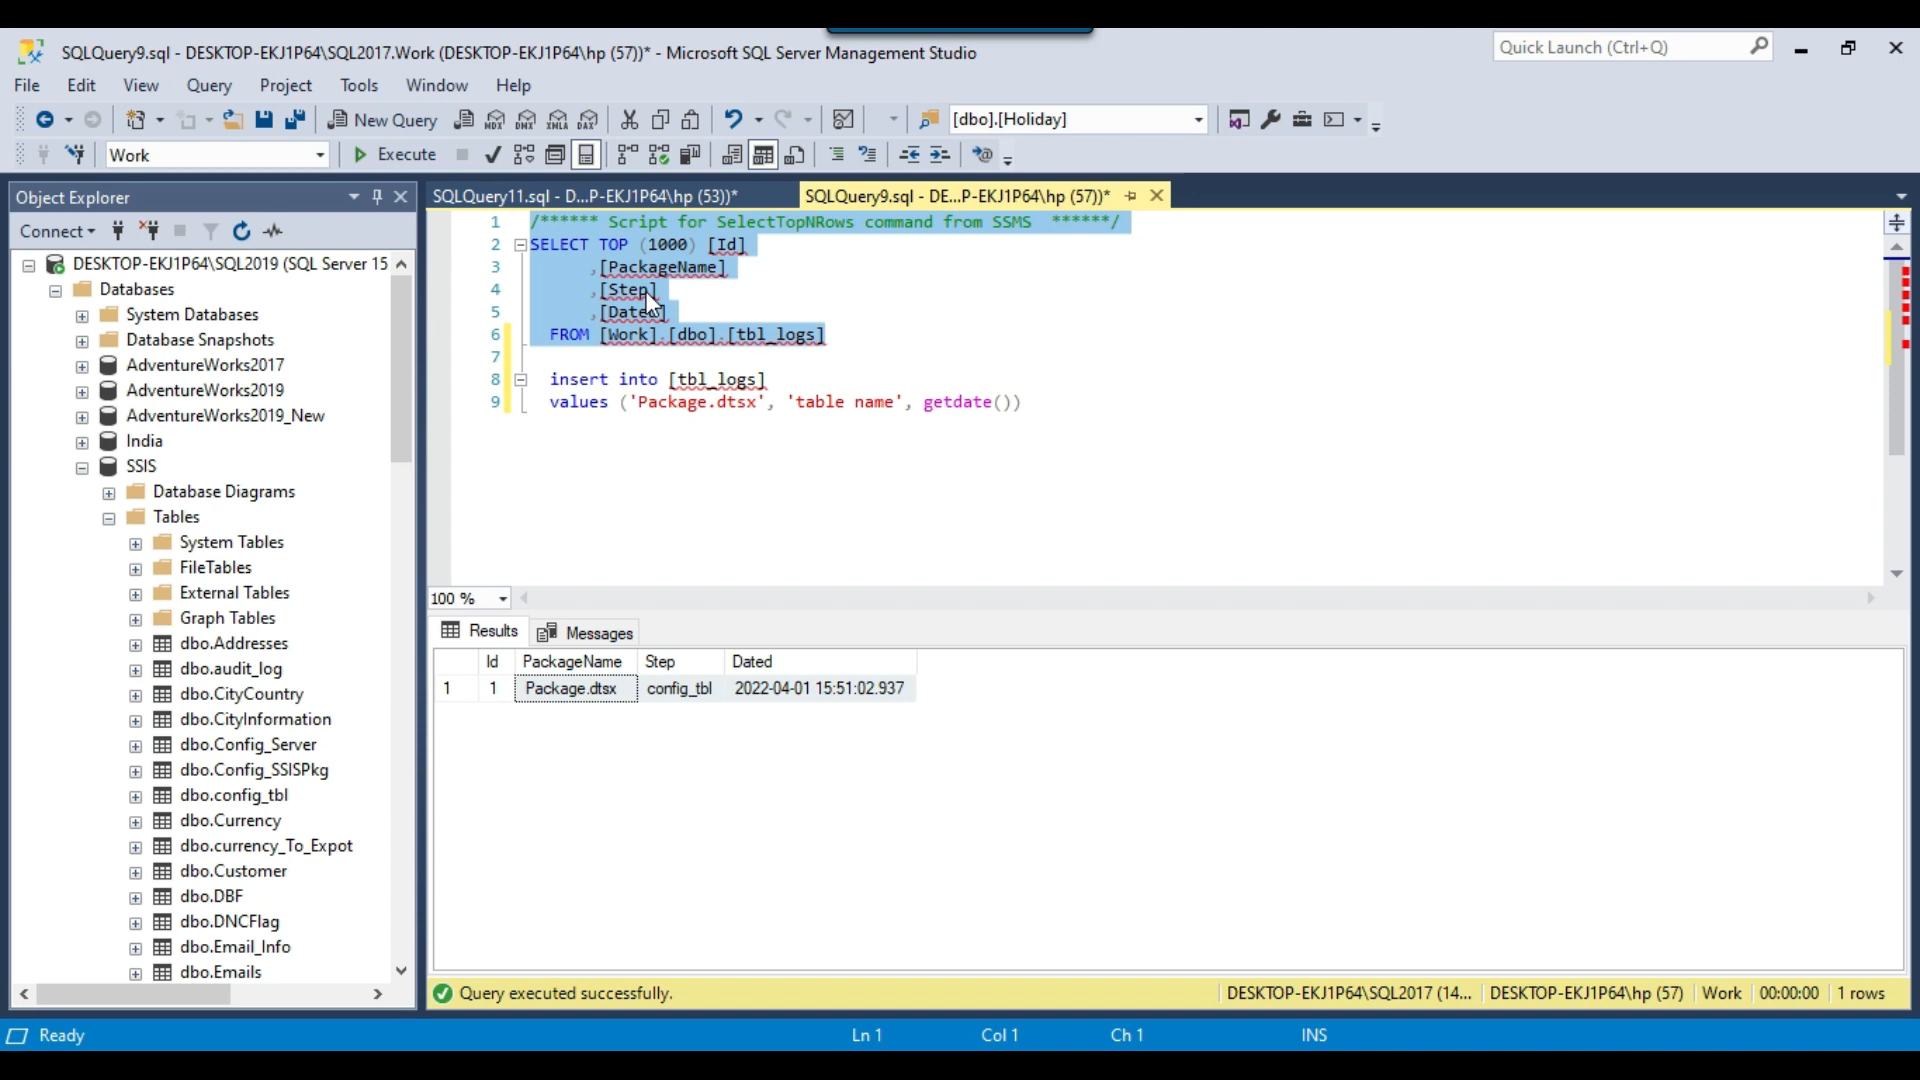 SQLQuery9.sql - DESKTOP-EKJ1P64\SQL2017.Work (DESKTOP-EKJ1P64\hp (57))* - Microsoft SQL Server Management Studio
Quick Launch (Ctrl+Q)
File Edit View Query Project Tools Window Help
New Query MDX DMX XMLA DAX [dbo].[Holiday]
Work Execute
Object Explorer
SQLQuery11.sql - D...P-EKJ1P64\hp (53))* SQLQuery9.sql - DE...P-EKJ1P64\hp (57))*
Connect
DESKTOP-EKJ1P64\SQL2019 (SQL Server 15
Databases
System Databases
Database Snapshots
AdventureWorks2017
AdventureWorks2019
AdventureWorks2019_New
India
SSIS
Database Diagrams
Tables
System Tables
FileTables
External Tables
Graph Tables
dbo.Addresses
dbo.audit_log
dbo.CityCountry
dbo.CityInformation
dbo.Config_Server
dbo.Config_SSISPkg
dbo.config_tbl
dbo.Currency
dbo.currency_To_Expot
dbo.Customer
dbo.DBF
dbo.DNCFlag
dbo.Email_Info
dbo.Emails
1 /****** Script for SelectTopNRows command from SSMS ******/
2 SELECT TOP (1000) [Id]
3 ,[PackageName]
4 ,[Step]
5 ,[Dated]
6 FROM [Work].[dbo].[tbl_logs]
7
8 insert into [tbl_logs]
9 values ('Package.dtsx', 'table name', getdate())
100 %
Results Messages
Id PackageName Step Dated
1 1 Package.dtsx config_tbl 2022-04-01 15:51:02.937
Query executed successfully. DESKTOP-EKJ1P64\SQL2017 (14... DESKTOP-EKJ1P64\hp (57) Work 00:00:00 1 rows
Ready Ln 1 Col 1 Ch 1 INS